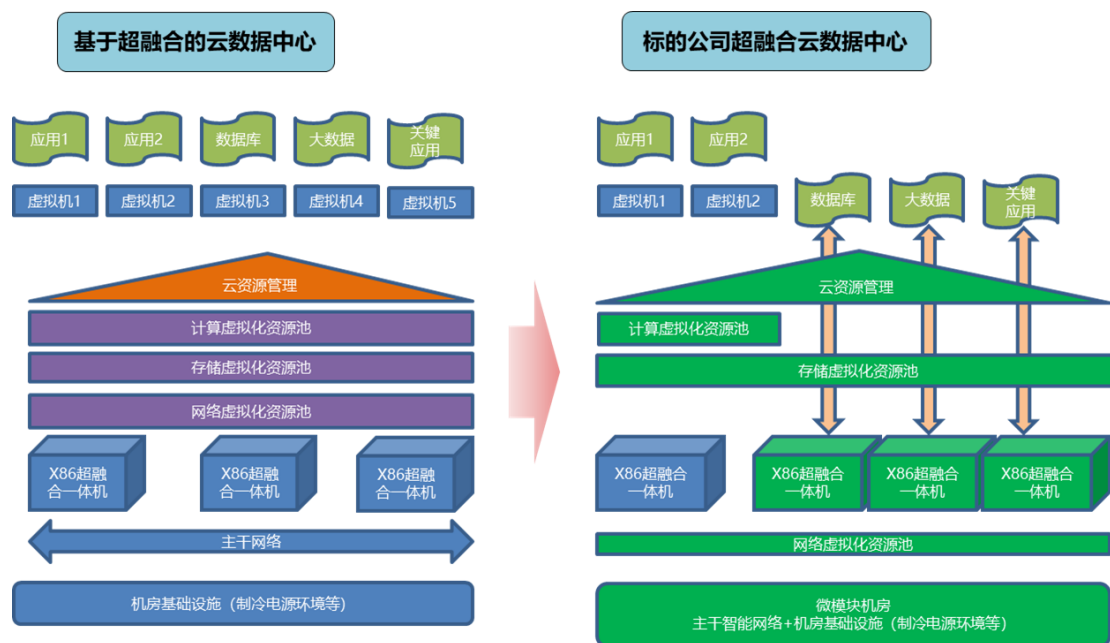 基于超融合的云数据中心
应用1
应用2
数据库
大数据
关键
应用
虚拟机1
虚拟机2
虚拟机3
虚拟机4
虚拟机5
云资源管理
计算虚拟化资源池
存储虚拟化资源池
网络虚拟化资源池
X86超融
合一体机
X86超融
合一体机
X86超融
合一体机
主干网络
机房基础设施（制冷电源环境等）
标的公司超融合云数据中心
应用1
应用2
虚拟机1
虚拟机2
数据库
大数据
关键
应用
云资源管理
计算虚拟化资源池
存储虚拟化资源池
X86超融合
一体机
X86超融合
一体机
X86超融合
一体机
X86超融合
一体机
网络虚拟化资源池
微模块机房
主干智能网络+机房基础设施（制冷电源环境等）